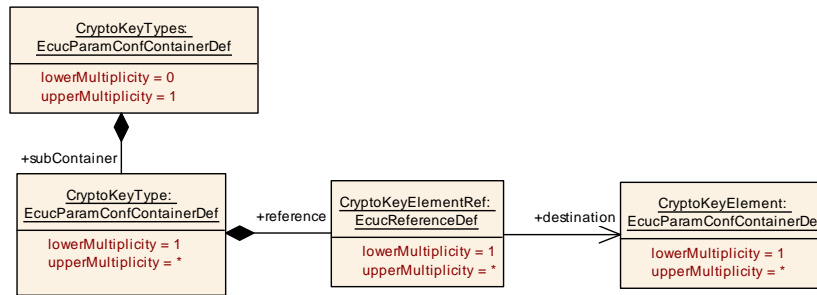 CryptoKeyTypes:
EcucParamConfContainerDef
lowerMultiplicity = 0
upperMultiplicity = 1
+subContainer
CryptoKeyType:
EcucParamConfContainerDef
lowerMultiplicity = 1
upperMultiplicity = *
+reference
CryptoKeyElementRef:
EcucReferenceDef
lowerMultiplicity = 1
upperMultiplicity = *
+destination
CryptoKeyElement:
EcucParamConfContainerDe
lowerMultiplicity = 1
upperMultiplicity = *